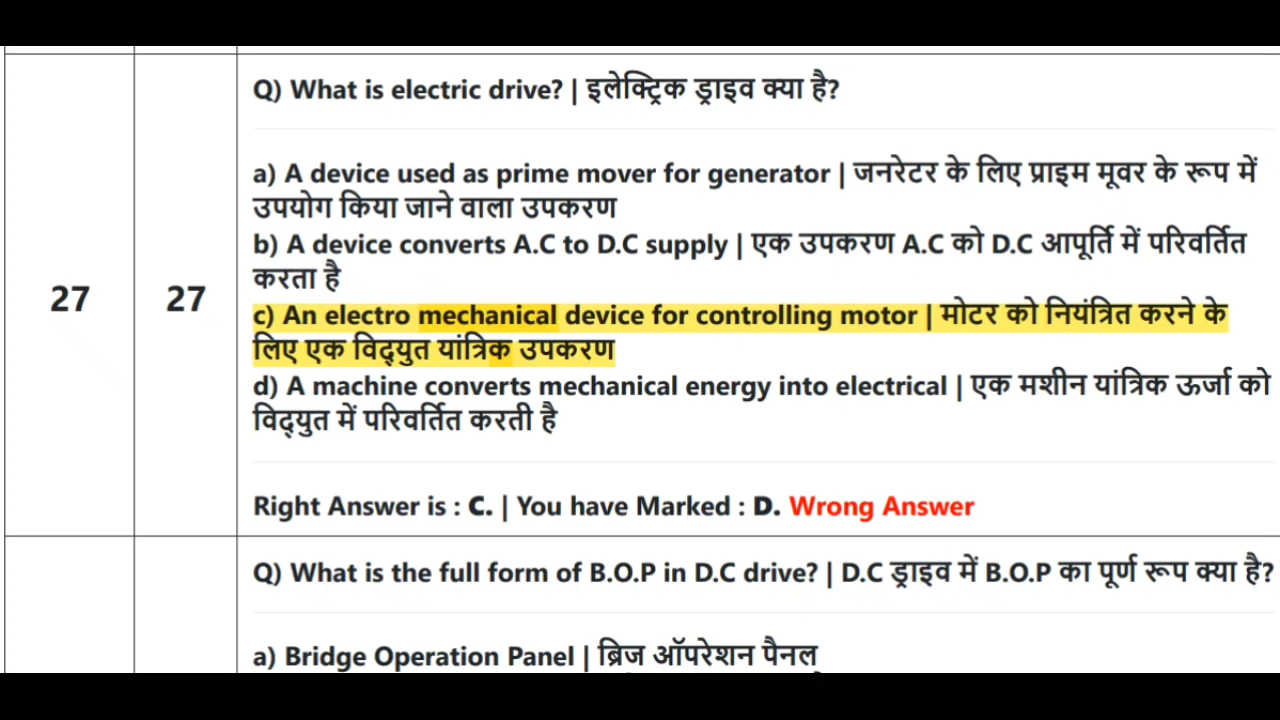 Q) What is electric drive? | इलेक्ट्रिक ड्राइव क्या है?
a) A device used as prime mover for generator | जनरेटर के लिए प्राइम मूवर के रूप में
उपयोग किया जाने वाला उपकरण
b) A device converts A.C to D.C supply | एक उपकरण A.C को D.C आपूर्ति में परिवर्तित
करता है
27
27
c) An electro mechanical device for controlling motor | मोटर को नियंत्रित करने के
लिए एक विद्युत यांत्रिक उपकरण
d) A machine converts mechanical energy into electrical | एक मशीन यांत्रिक ऊर्जा को
विद्युत में परिवर्तित करती है
Right Answer is : C. | You have Marked : D. Wrong Answer
Q) What is the full form of B.O.P in D.C drive? | D.C ड्राइव में B.O.P का पूर्ण रूप क्या है?
a) Bridge Operation Panel | ब्रिज ऑपरेशन पैनल